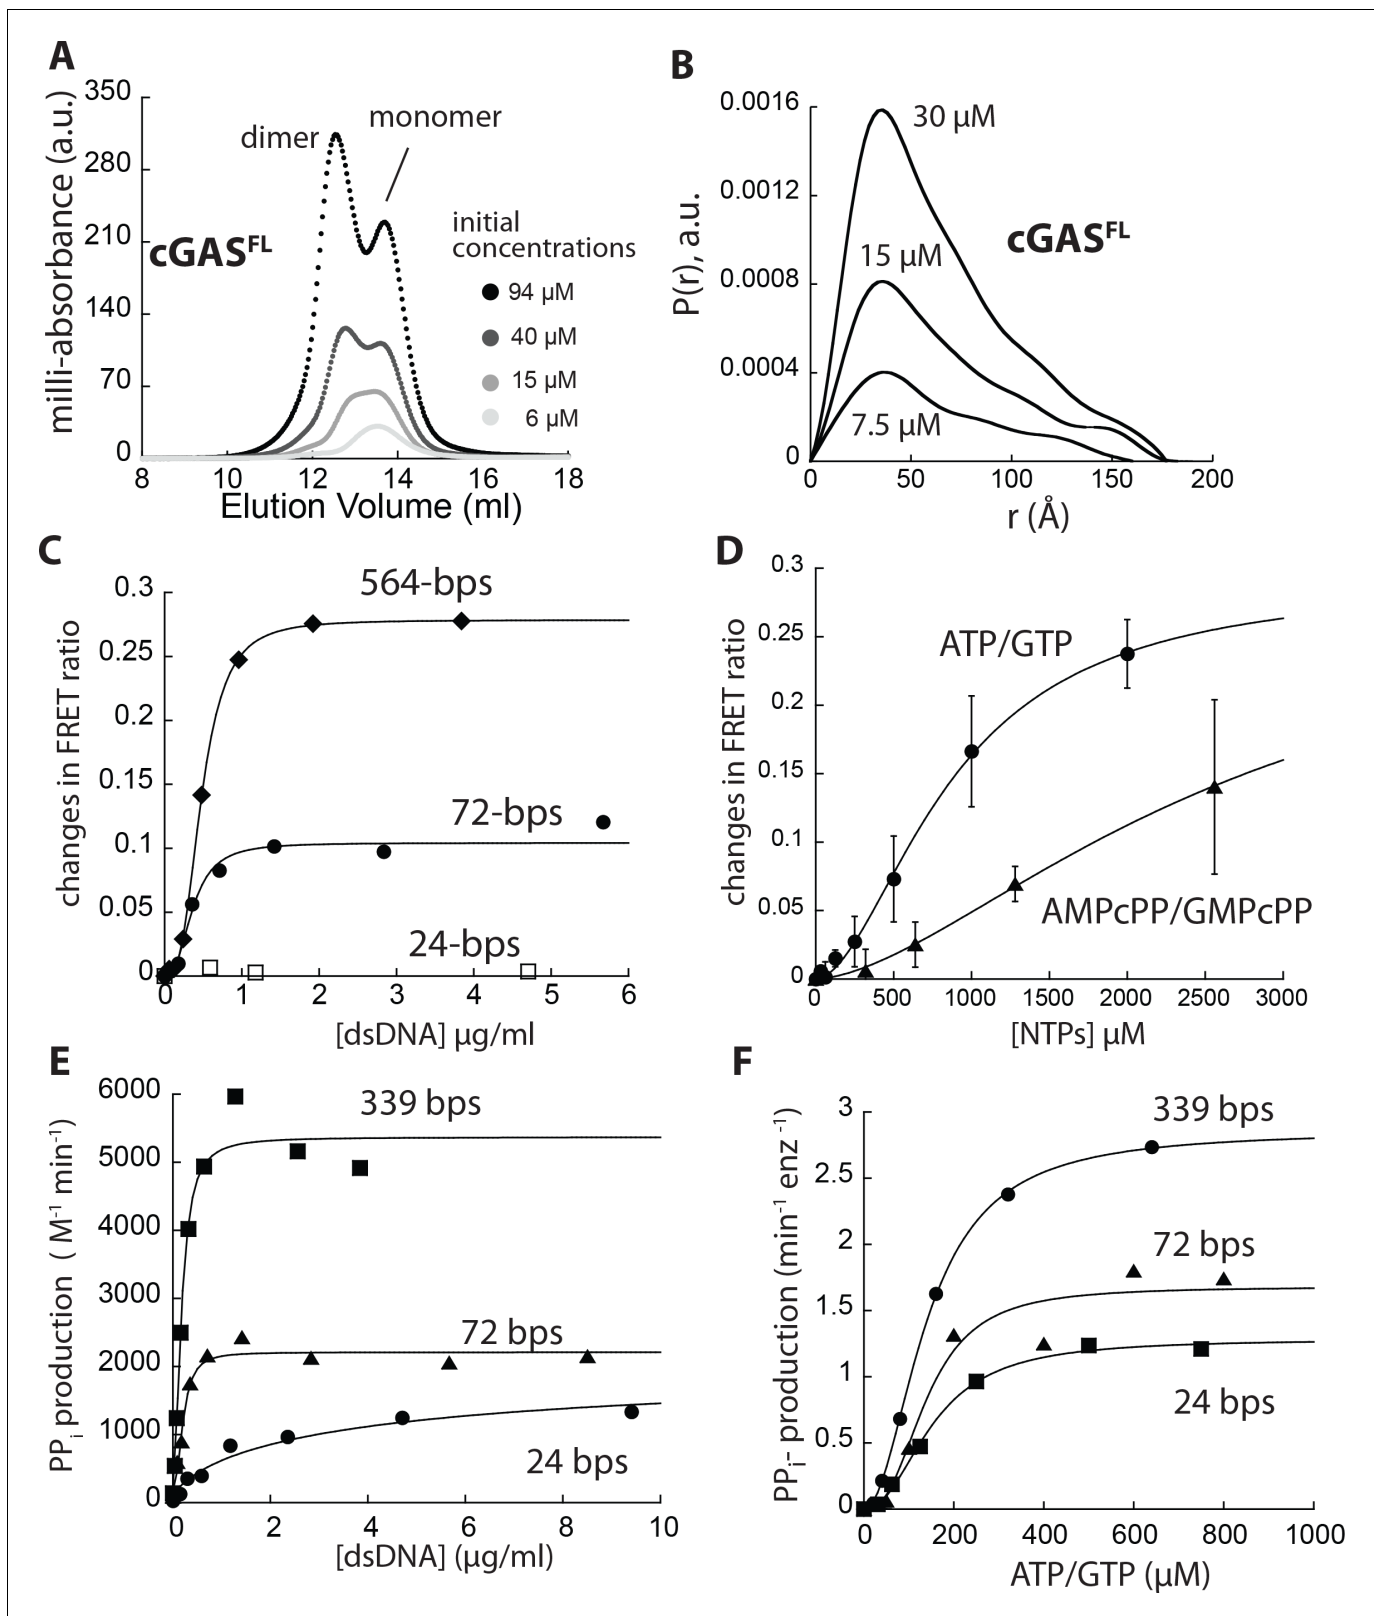 A
milli-absorbance (a.u.)
350
280
210
140
70
0
8
10
12
14
16
18
Elution Volume (ml)
dimer
monomer
cGASFL
initial
concentrations
94 µM
40 µM
15 µM
6 µM
B
P(r), a.u.
0.0016
0.0012
0.0008
0.0004
0
0
50
100
150
200
r (Å)
30 µM
15 µM
7.5 µM
cGASFL
C
changes in FRET ratio
0.3
0.25
0.2
0.15
0.1
0.05
0
0
1
2
3
4
5
6
[dsDNA] µg/ml
564-bps
72-bps
24-bps
D
changes in FRET ratio
0.3
0.25
0.2
0.15
0.1
0.05
0
0
500
1000
1500
2000
2500
3000
[NTPs] µM
ATP/GTP
AMPcPP/GMPcPP
E
PPi production ( M-1 min-1)
6000
5000
4000
3000
2000
1000
0
0
2
4
6
8
10
[dsDNA] (µg/ml)
339 bps
72 bps
24 bps
F
PPi- production (min-1 enz -1)
3
2.5
2
1.5
1
0.5
0
0
200
400
600
800
1000
ATP/GTP (µM)
339 bps
72 bps
24 bps